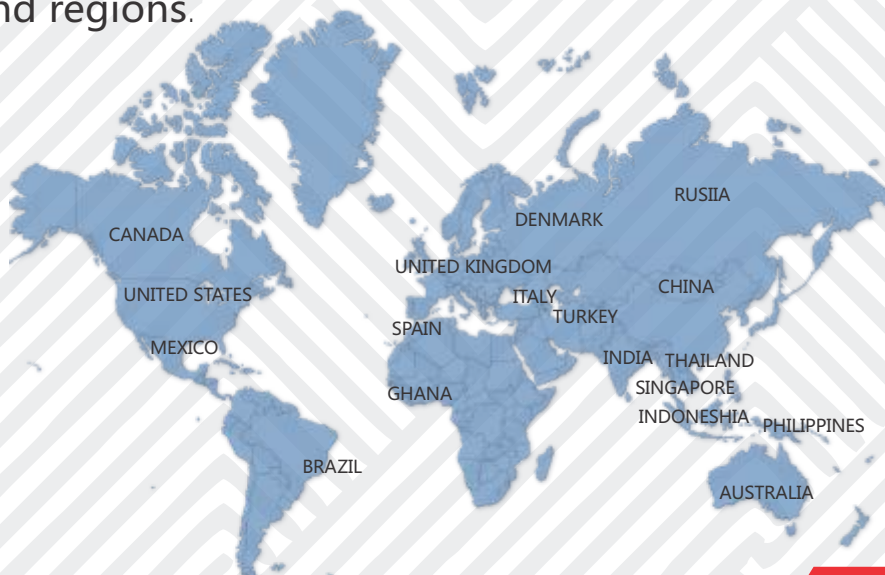 nd regions.
RUSIIA
DENMARK
CANADA
UNITED KINGDOM
CHINA
UNITED STATES
ITALY
TURKEY
SPAIN
MEXICO
INDIA
THAILAND
SINGAPORE
GHANA
INDONESHIA
PHILIPPINES
BRAZIL
AUSTRALIA